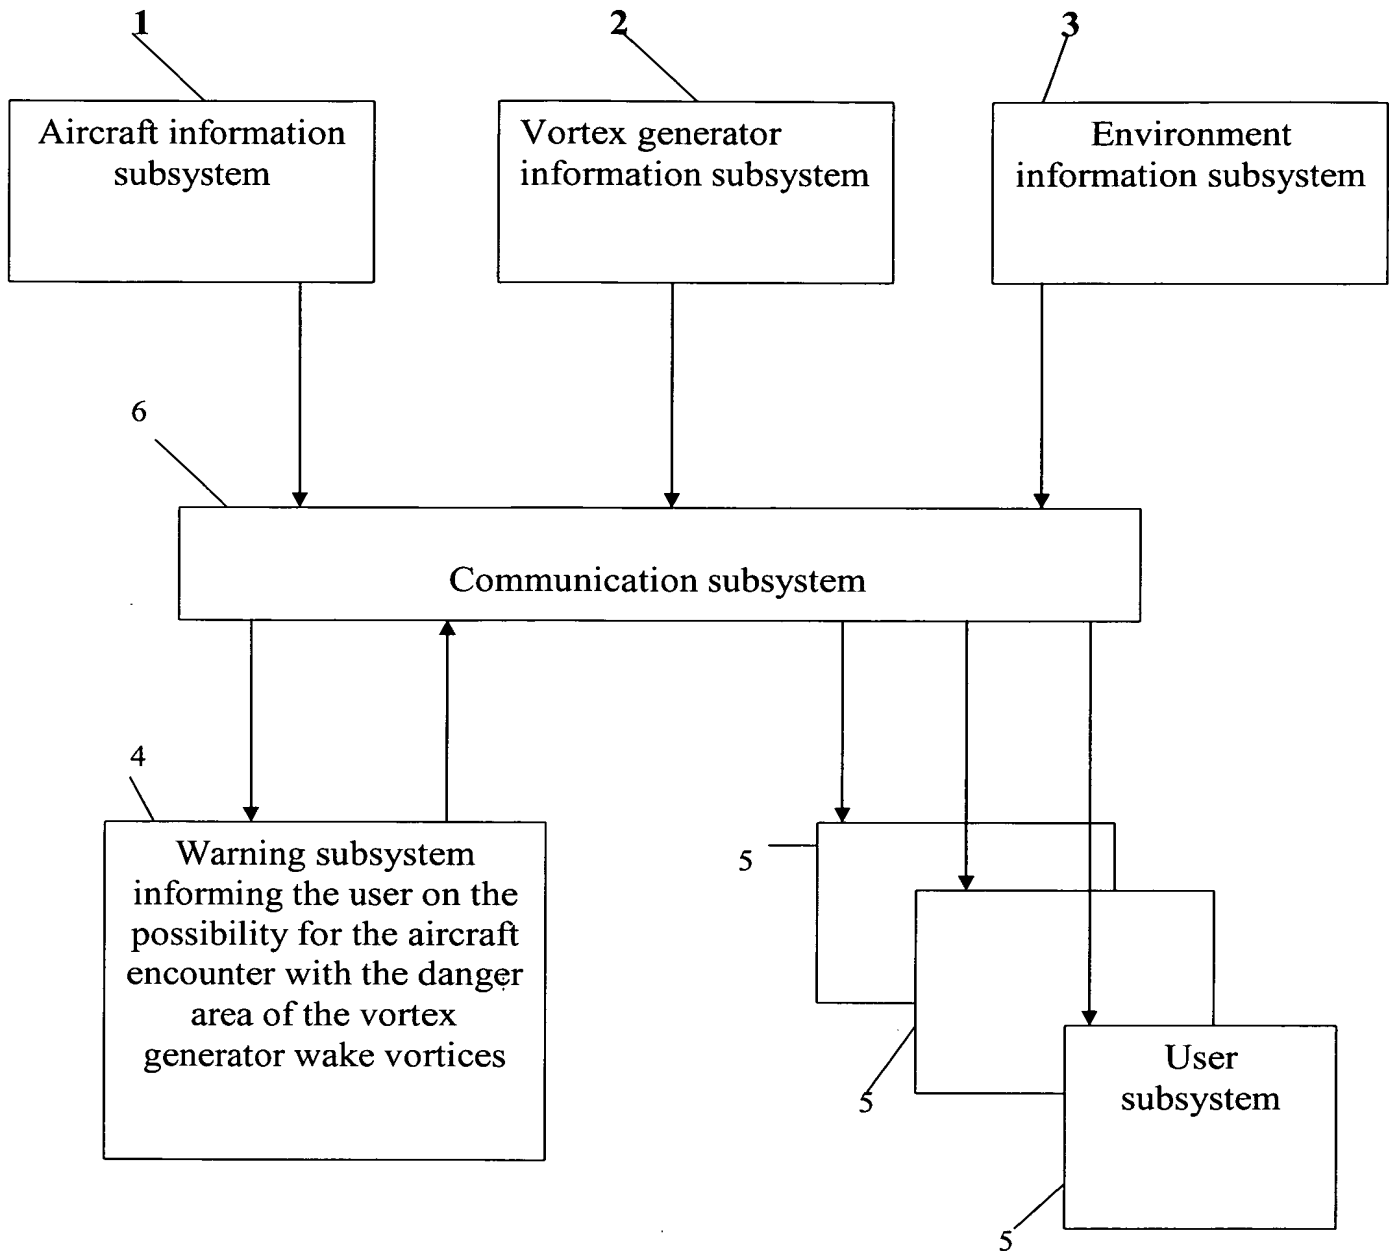 1
2
3
Aircraft information
subsystem
Vortex generator
information subsystem
Environment
information subsystem
6
Communication subsystem
4
Warning subsystem
informing the user on the
possibility for the aircraft
encounter with the danger
area of the vortex
generator wake vortices
5
5
User
subsystem
5